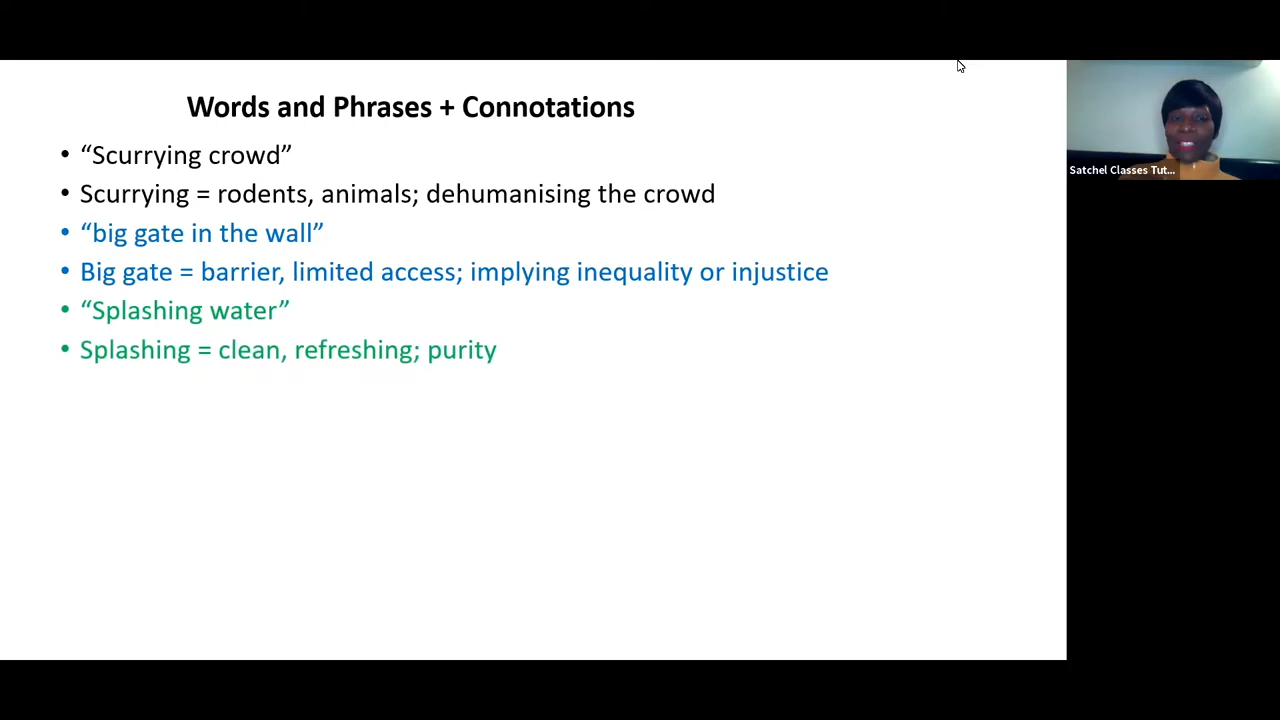 Words and Phrases + Connotations
• “Scurrying crowd”
• Scurrying = rodents, animals; dehumanising the crowd
• “big gate in the wall”
• Big gate = barrier, limited access; implying inequality or injustice
• “Splashing water”
• Splashing = clean, refreshing; purity
Satchel Classes Tut...